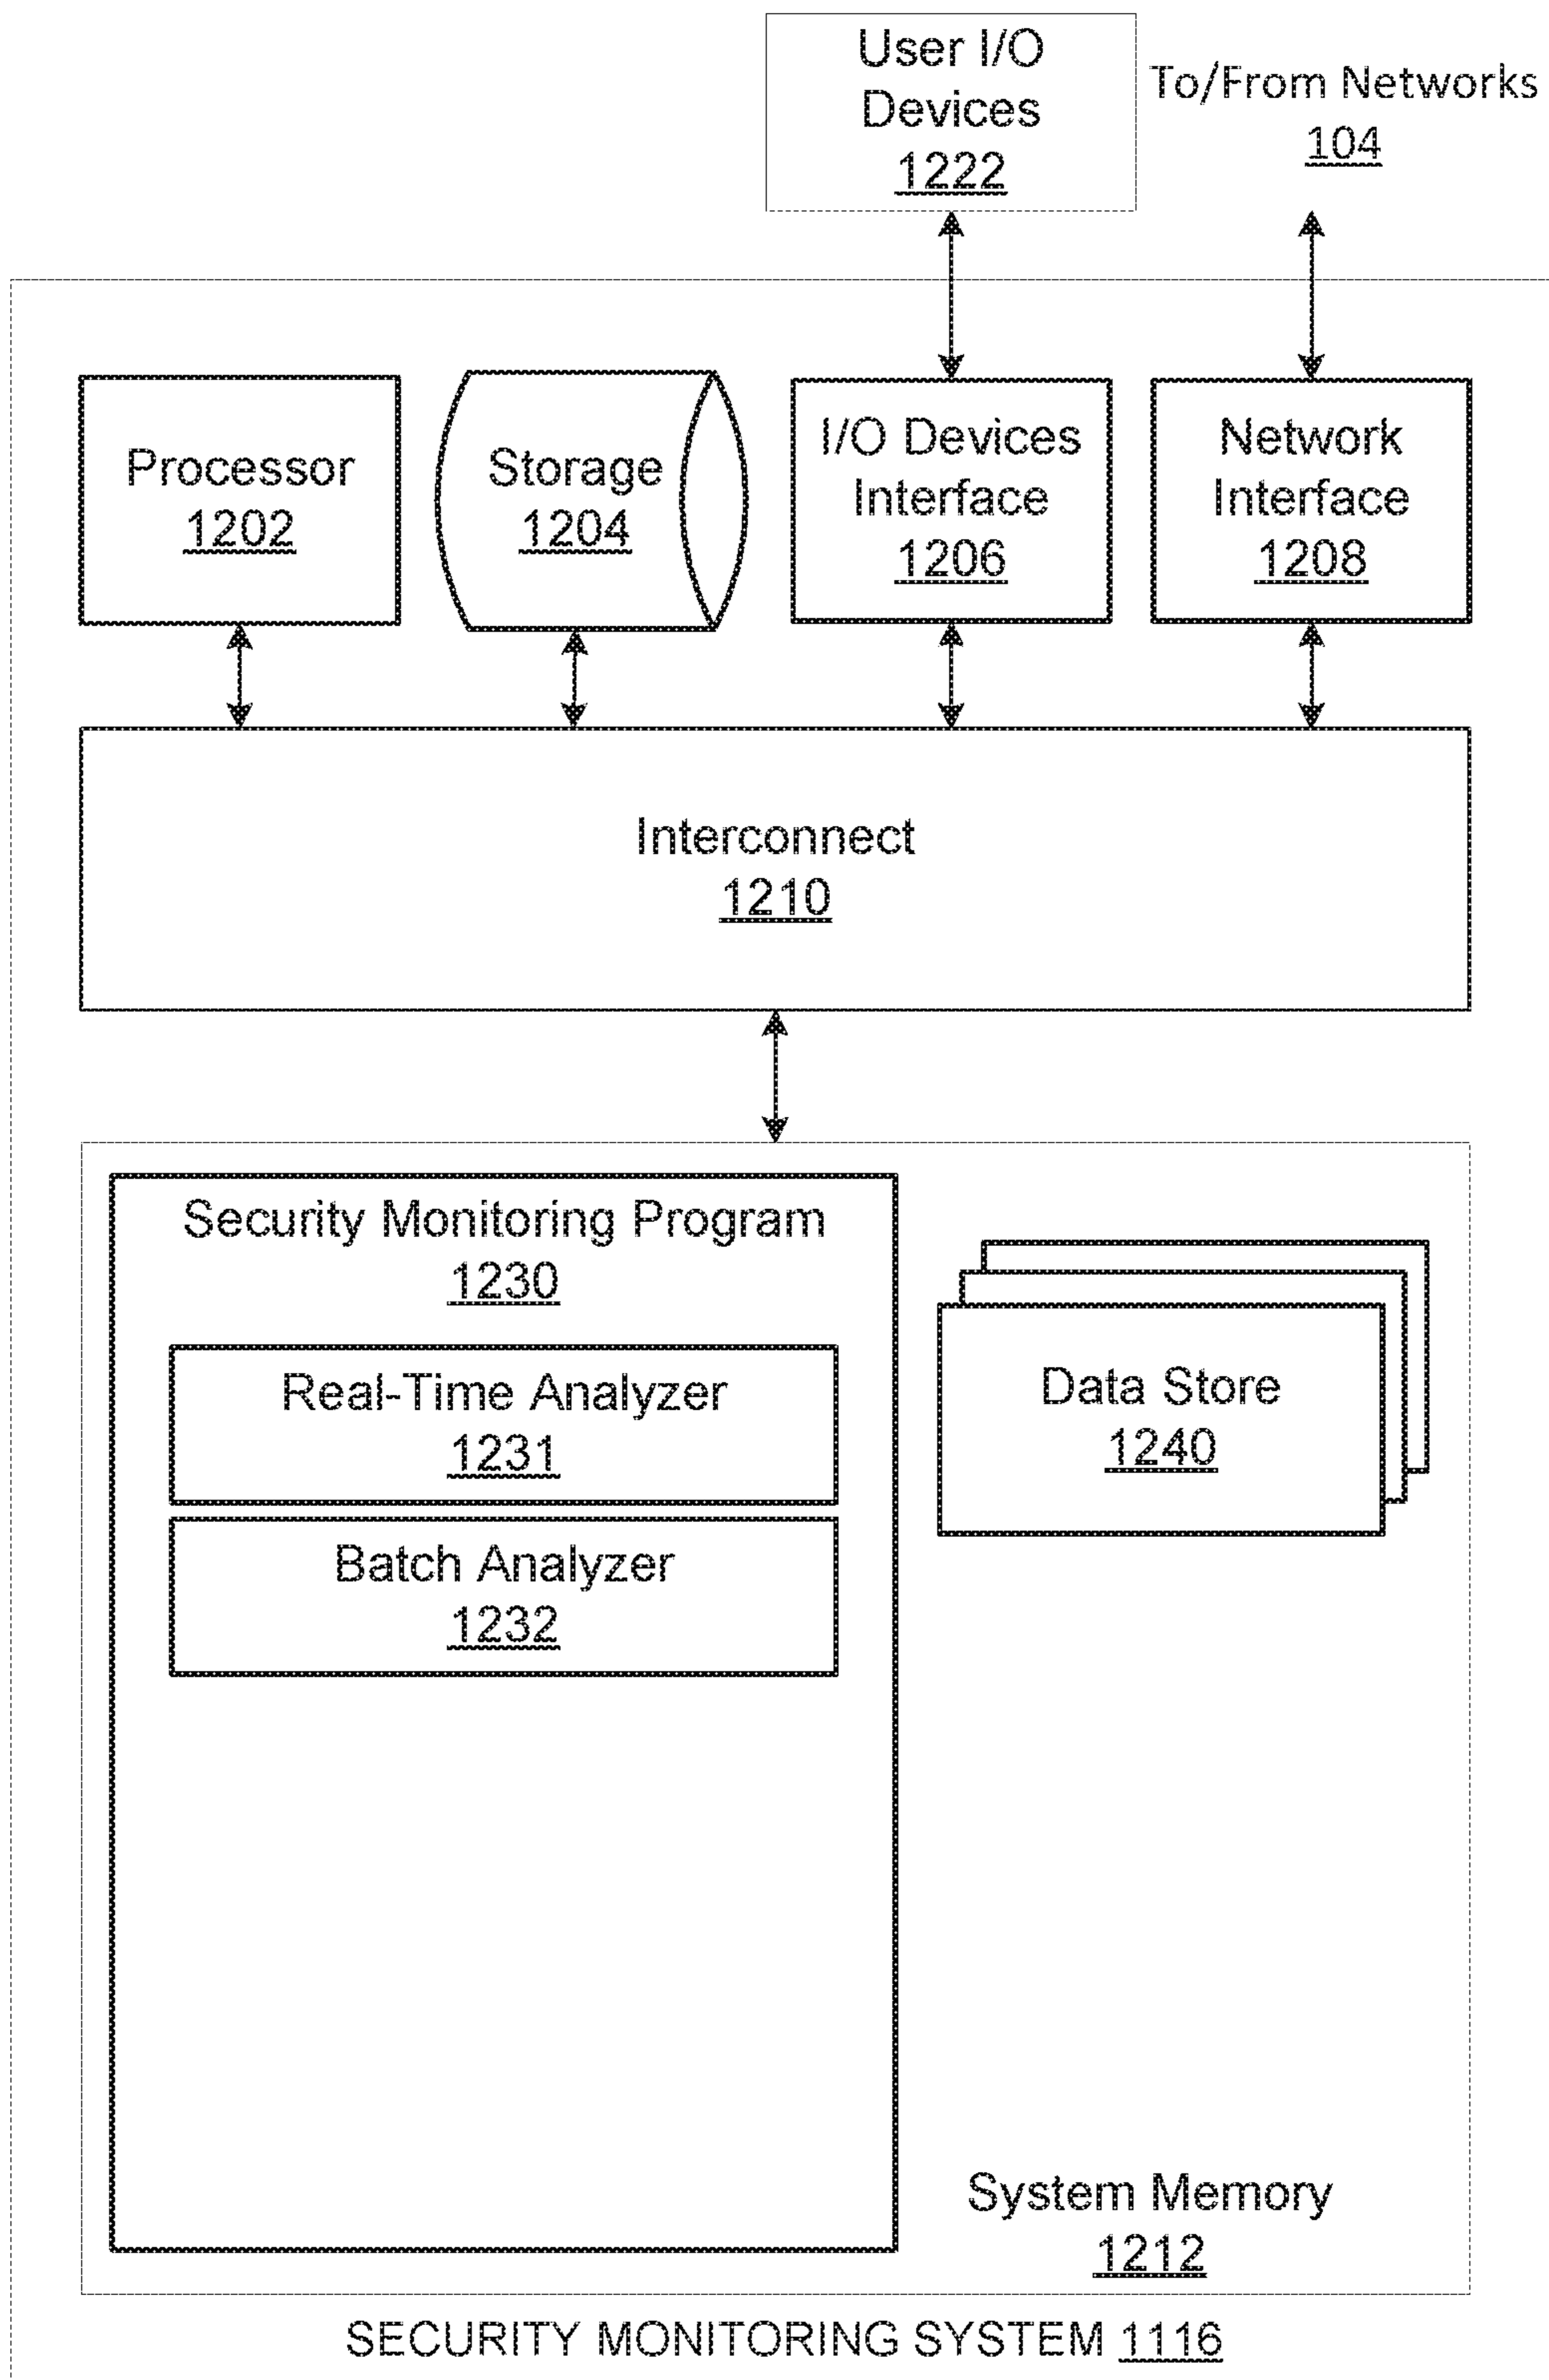 User I/O
Devices
1222
To/From Networks
104
Processor
1202
Storage
1204
I/O Devices
Interface
1206
Network
Interface
1208
Interconnect
1210
Security Monitoring Program
1230
Real-Time Analyzer
1231
Batch Analyzer
1232
Data Store
1240
System Memory
1212
SECURITY MONITORING SYSTEM 1116